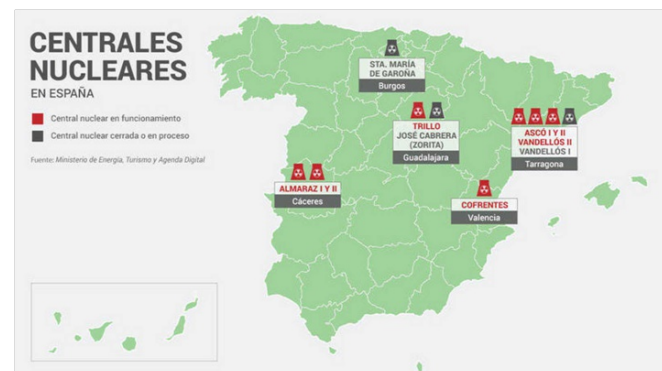 CENTRALES
NUCLEARES
EN ESPAÑA
Central nuclear en funcionamiento
Central nuclear cerrada o en proceso
Fuente: Ministerio de Energía, Turismo y Agenda Digital
STA. MARÍA
DE GAROÑA
Burgos
TRILLO
JOSÉ CABRERA
(ZORITA)
Guadalajara
ASCÓ I Y II
VANDELLÓS II
VANDELLÓS I
Tarragona
ALMARAZ I Y II
Cáceres
COFRENTES
Valencia